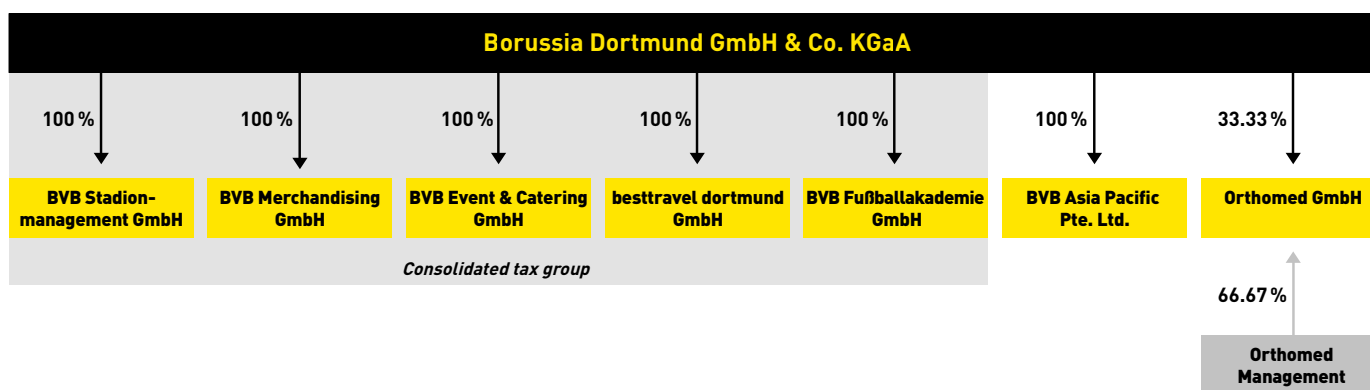 Borussia Dortmund GmbH & Co. KGaA
100 % 100 % 100 % 100 % 100 % 100 % 33.33 %
BVB Stadion-
management GmbH
BVB Merchandising
GmbH
BVB Event & Catering
GmbH
besttravel dortmund
GmbH
BVB Fußballakademie
GmbH
BVB Asia Pacific
Pte. Ltd.
Orthomed GmbH
Consolidated tax group
66.67 %
Orthomed
Management